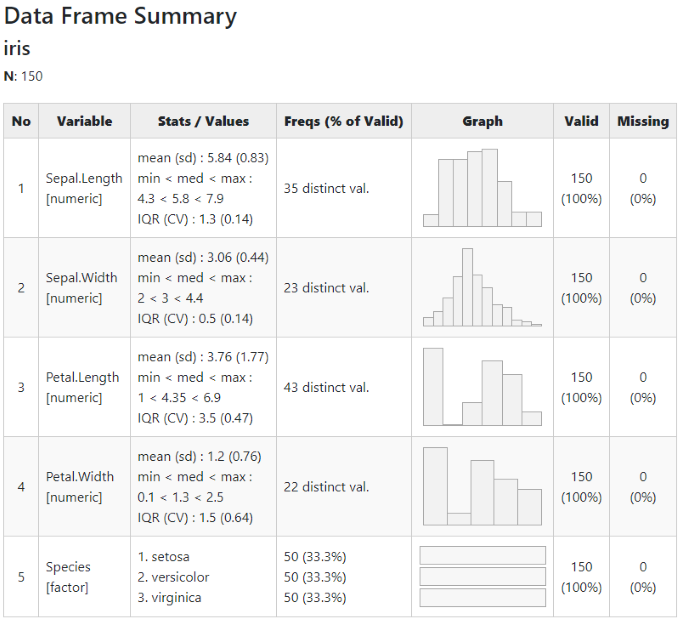 Data Frame Summary
iris
N: 150
No Variable Stats / Values Freqs (% of Valid) Graph Valid Missing
1 Sepal.Length [numeric] mean (sd) : 5.84 (0.83)
min < med < max :
4.3 < 5.8 < 7.9
IQR (CV) : 1.3 (0.14)
35 distinct val.
150 (100%)
0 (0%)
2 Sepal.Width [numeric] mean (sd) : 3.06 (0.44)
min < med < max :
2 < 3 < 4.4
IQR (CV) : 0.5 (0.14)
23 distinct val.
150 (100%)
0 (0%)
3 Petal.Length [numeric] mean (sd) : 3.76 (1.77)
min < med < max :
1 < 4.35 < 6.9
IQR (CV) : 3.5 (0.47)
43 distinct val.
150 (100%)
0 (0%)
4 Petal.Width [numeric] mean (sd) : 1.2 (0.76)
min < med < max :
0.1 < 1.3 < 2.5
IQR (CV) : 1.5 (0.64)
22 distinct val.
150 (100%)
0 (0%)
5 Species [factor]
1. setosa 50 (33.3%)
2. versicolor 50 (33.3%)
3. virginica 50 (33.3%)
150 (100%)
0 (0%)